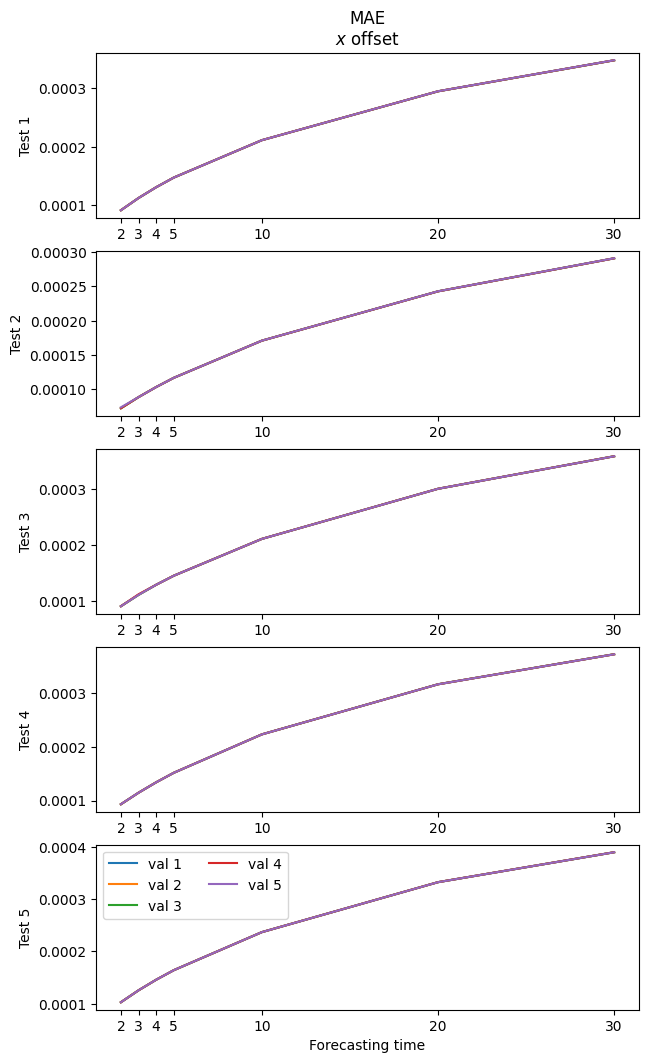 MAE
x offset
0.0003
0.0002
0.0001
Test 1
2 3 4 5 10 20 30
0.00030
0.00025
0.00020
0.00015
0.00010
Test 2
2 3 4 5 10 20 30
0.0003
0.0002
0.0001
Test 3
2 3 4 5 10 20 30
0.0003
0.0002
0.0001
Test 4
2 3 4 5 10 20 30
0.0004
0.0003
0.0002
0.0001
Test 5
val 1 val 4
val 2 val 5
val 3
2 3 4 5 10 20 30
Forecasting time